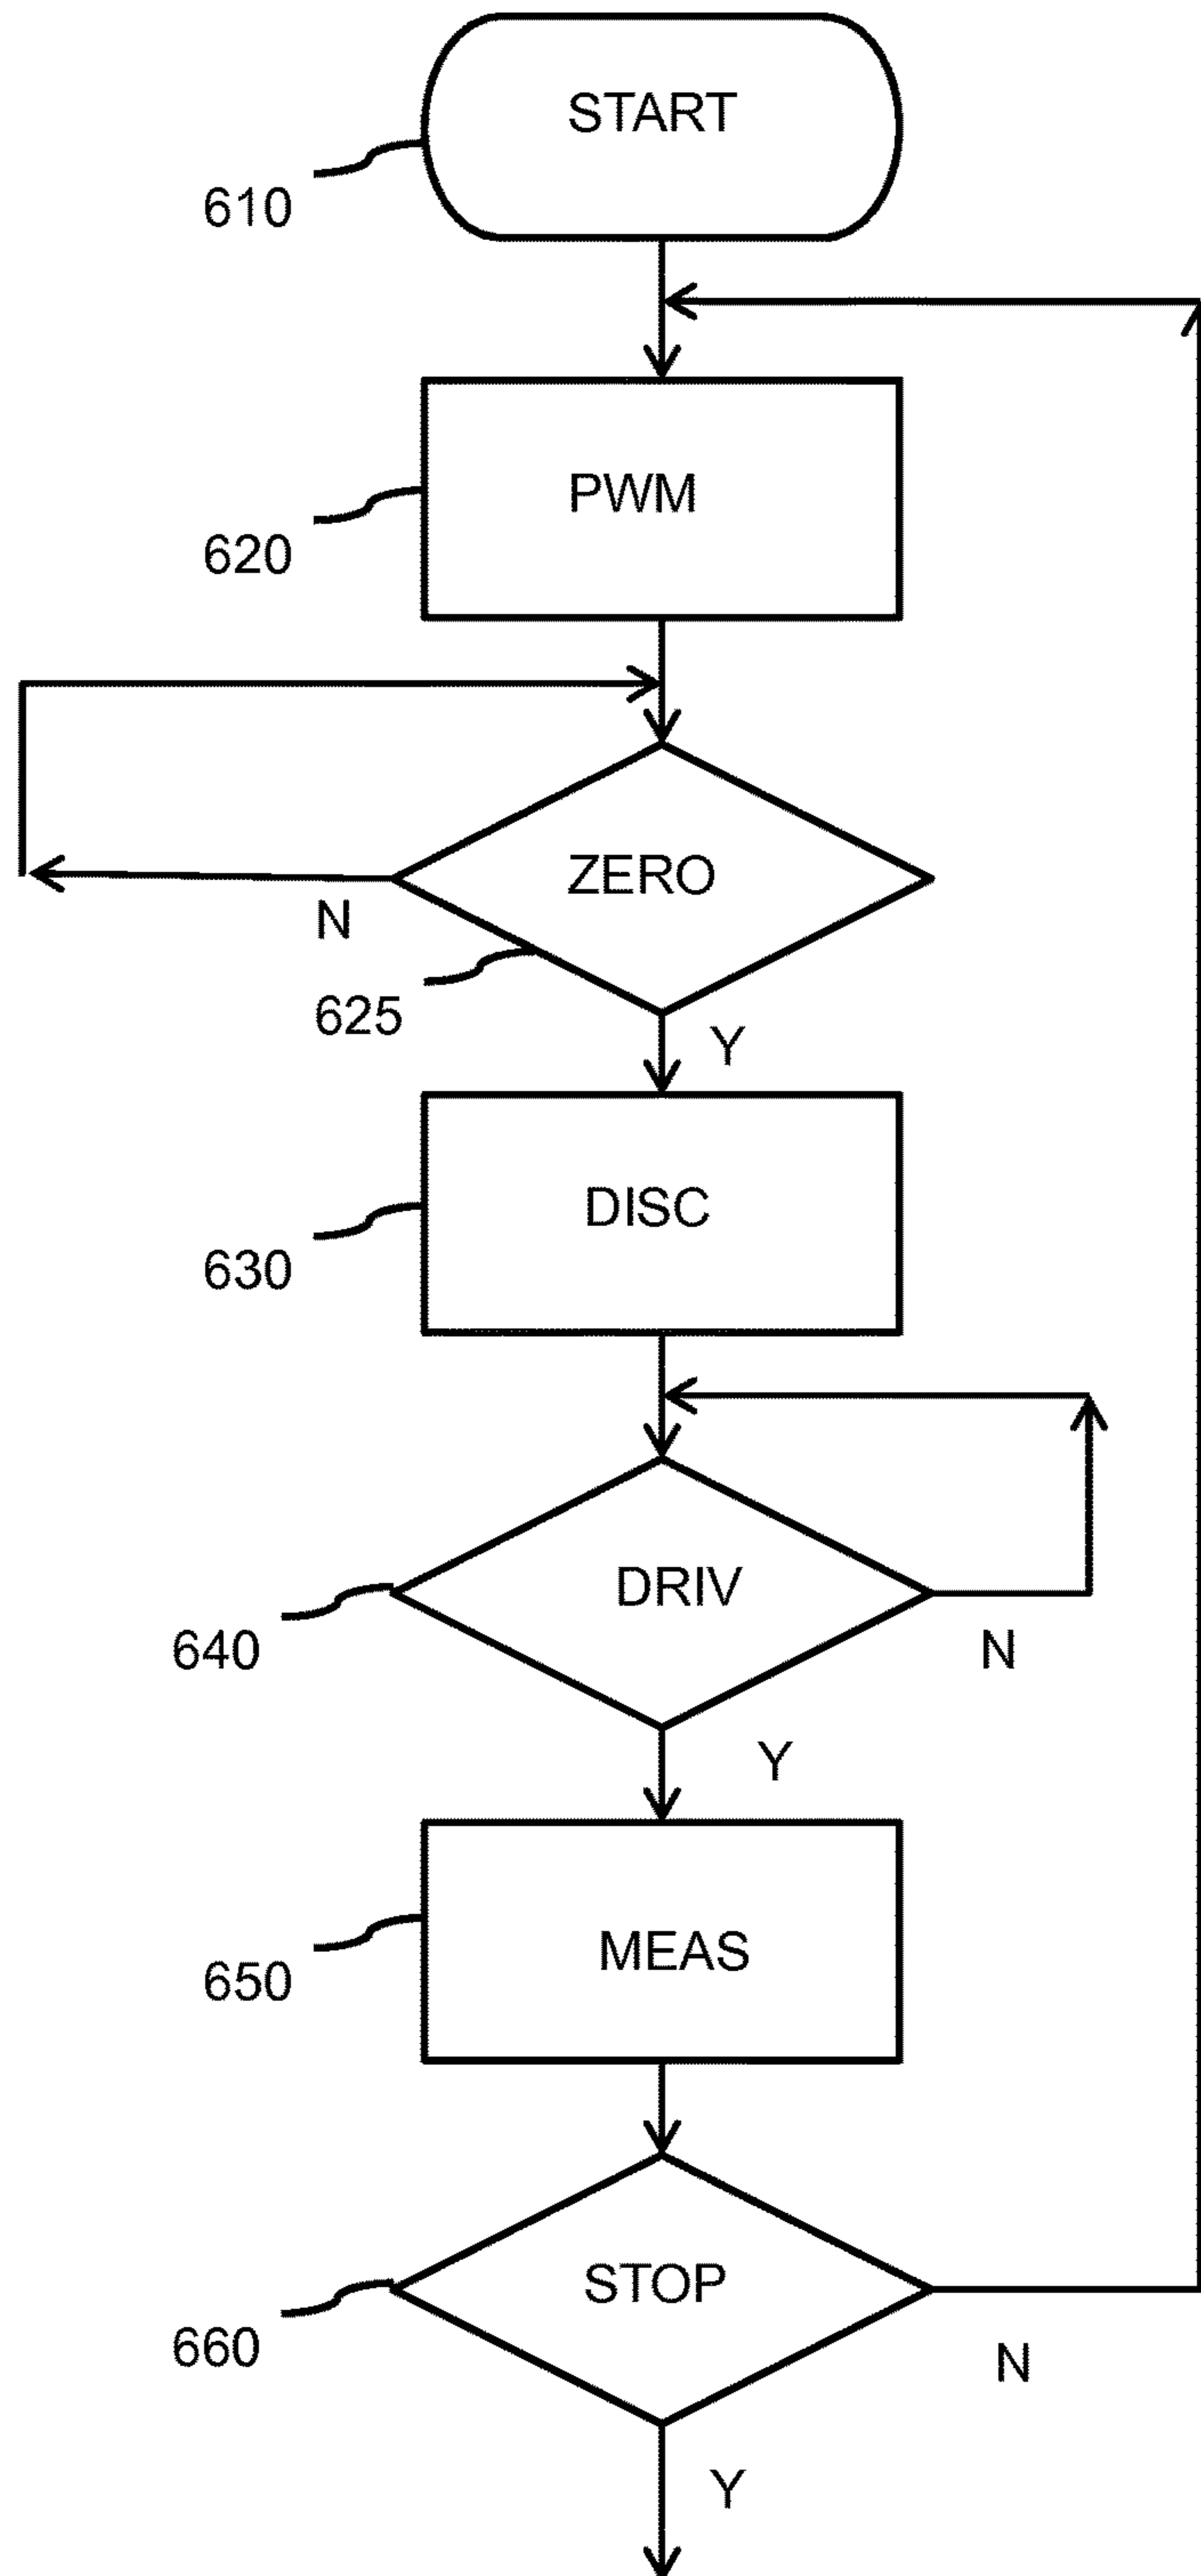 START
610
PWM
620
ZERO
N
625
Y
DISC
630
DRIV
640
N
Y
MEAS
650
STOP
660
N
Y